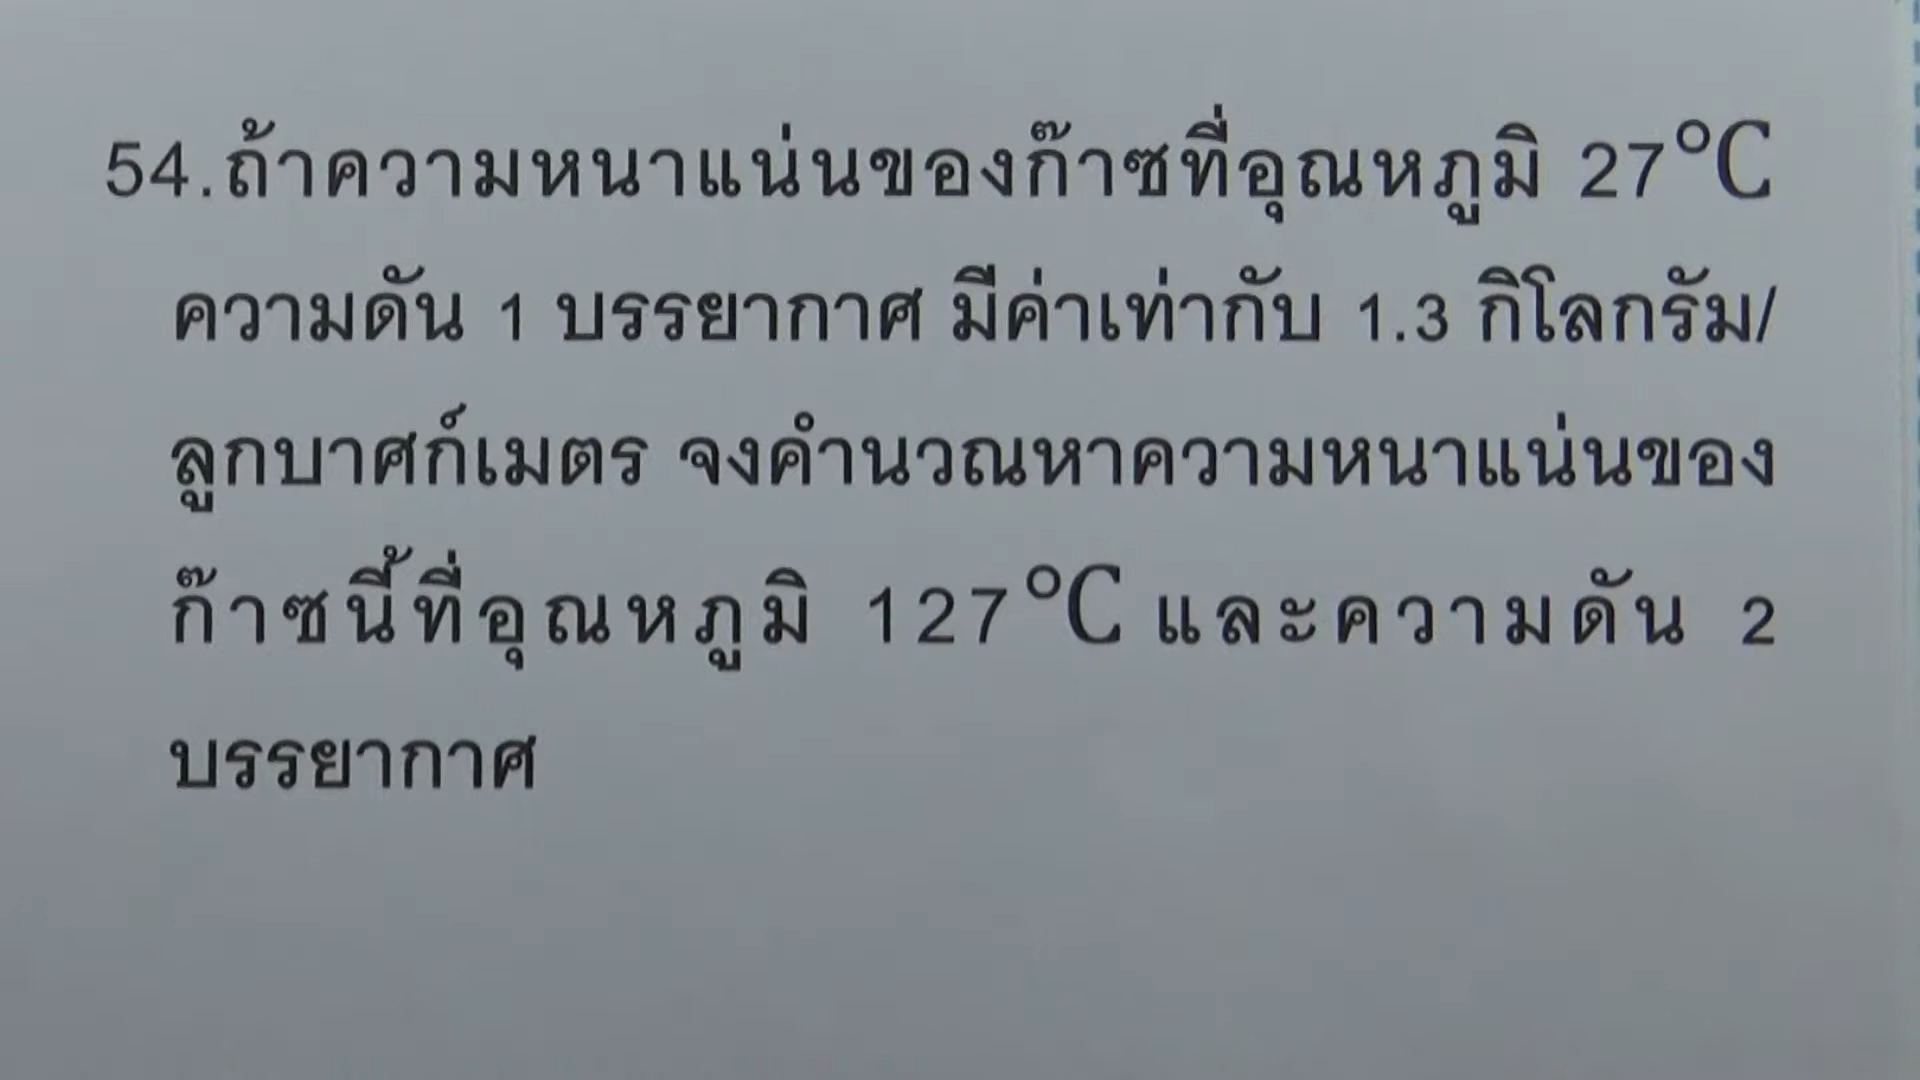 54.ถ้าความหนาแน่นของก๊าซที่อุณหภูมิ 27°C
ความดัน 1 บรรยากาศ มีค่าเท่ากับ 1.3 กิโลกรัม/
ลูกบาศก์เมตร จงคำนวณหาความหนาแน่นของ
ก๊าซนี้ที่อุณหภูมิ 127°C และความดัน 2
บรรยากาศ